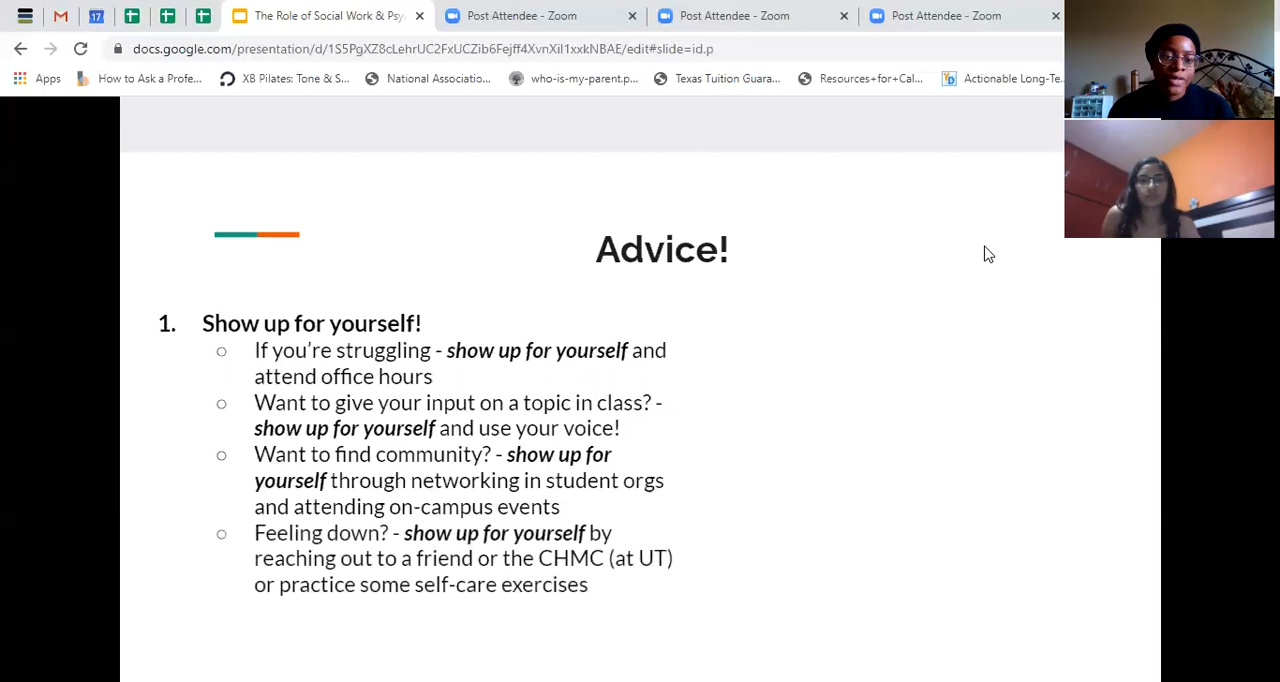 The Role of Social Work & Psy
Post Attendee - Zoom
Post Attendee - Zoom
Post Attendee - Zoom
docs.google.com/presentation/d/1S5PgXZ8cLehrUC2FxUCZib6Fejff4XvnXiI1xxkNBAE/edit#slide=id.p
Apps
How to Ask a Profe...
XB Pilates: Tone & S...
National Associatio...
who-is-my-parent.p...
Texas Tuition Guara...
Resources+for+Cal...
Actionable Long-Te...
Advice!
1. Show up for yourself!
○ If you’re struggling - show up for yourself and
attend office hours
○ Want to give your input on a topic in class? -
show up for yourself and use your voice!
○ Want to find community? - show up for
yourself through networking in student orgs
and attending on-campus events
○ Feeling down? - show up for yourself by
reaching out to a friend or the CHMC (at UT)
or practice some self-care exercises